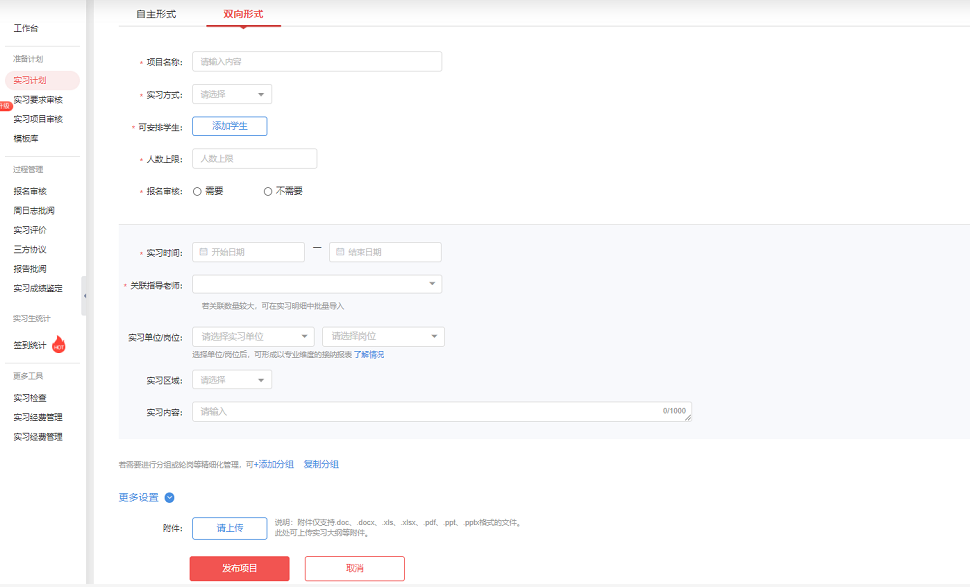 自主形式
双向形式
工作台
准备计划
实习计划
实习要求审核
升级
实习项目审核
模板库
过程管理
报名审核
周日志批阅
实习评价
三方协议
报告批阅
实习成绩鉴定
实习生统计
签到统计 HOT
更多工具
实习检查
实习经费管理
实习经费管理
* 项目名称: 请输入内容
* 实习方式: 请选择
* 可安排学生: 添加学生
* 人数上限: 人数上限
* 报名审核: 需要 不需要
* 实习时间: 开始日期 — 结束日期
* 关联指导老师:
若关联数量较大，可在实习明细中批量导入
实习单位/岗位: 请选择实习单位 请选择岗位
选择单位/岗位后，可形成以专业维度的接纳报表 了解情况
实习区域: 请选择
实习内容: 请输入 0/1000
若需要进行分组或轮岗等精细化管理，可+添加分组 复制分组
更多设置
附件: 请上传
说明：附件仅支持.doc、.docx、.xls、.xlsx、.pdf、.ppt、.pptx格式的文件。
此处可上传实习大纲等附件。
发布项目 取消